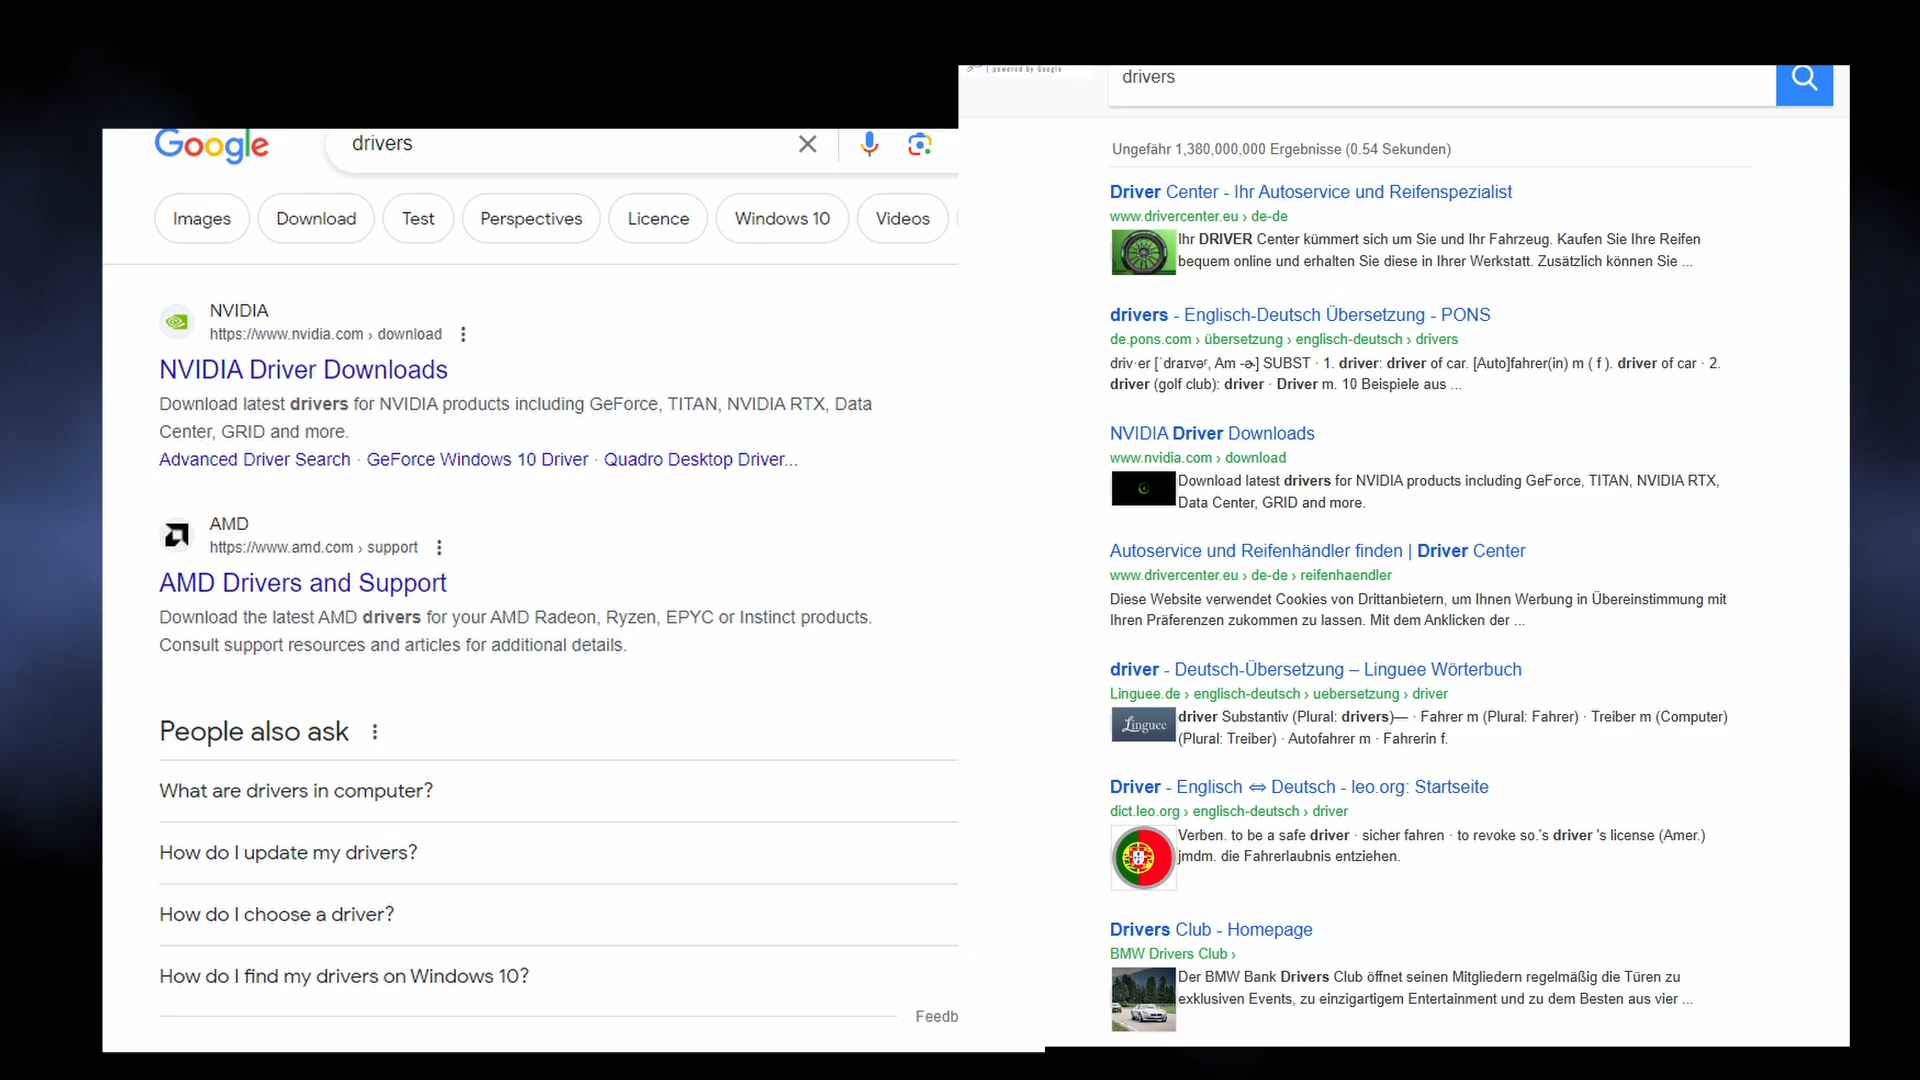 Google
drivers
Images
Download
Test
Perspectives
Licence
Windows 10
Videos
NVIDIA
https://www.nvidia.com › download
NVIDIA Driver Downloads
Download latest drivers for NVIDIA products including GeForce, TITAN, NVIDIA RTX, Data
Center, GRID and more.
Advanced Driver Search · GeForce Windows 10 Driver · Quadro Desktop Driver...
AMD
https://www.amd.com › support
AMD Drivers and Support
Download the latest AMD drivers for your AMD Radeon, Ryzen, EPYC or Instinct products.
Consult support resources and articles for additional details.
People also ask
What are drivers in computer?
How do I update my drivers?
How do I choose a driver?
How do I find my drivers on Windows 10?
Feedb
powered by Google
drivers
Ungefähr 1,380,000,000 Ergebnisse (0.54 Sekunden)
Driver Center - Ihr Autoservice und Reifenspezialist
www.drivercenter.eu › de-de
Ihr DRIVER Center kümmert sich um Sie und Ihr Fahrzeug. Kaufen Sie Ihre Reifen
bequem online und erhalten Sie diese in Ihrer Werkstatt. Zusätzlich können Sie ...
drivers - Englisch-Deutsch Übersetzung - PONS
de.pons.com › übersetzung › englisch-deutsch › drivers
driv·er [ˈdraɪvəʳ, Am -ɚ] SUBST · 1. driver: driver of car. [Auto]fahrer(in) m ( f ). driver of car · 2.
driver (golf club): driver · Driver m. 10 Beispiele aus ...
NVIDIA Driver Downloads
www.nvidia.com › download
Download latest drivers for NVIDIA products including GeForce, TITAN, NVIDIA RTX,
Data Center, GRID and more.
Autoservice und Reifenhändler finden | Driver Center
www.drivercenter.eu › de-de › reifenhaendler
Diese Website verwendet Cookies von Drittanbietern, um Ihnen Werbung in Übereinstimmung mit
Ihren Präferenzen zukommen zu lassen. Mit dem Anklicken der ...
driver - Deutsch-Übersetzung – Linguee Wörterbuch
Linguee.de › englisch-deutsch › uebersetzung › driver
Linguee
driver Substantiv (Plural: drivers)— · Fahrer m (Plural: Fahrer) · Treiber m (Computer)
(Plural: Treiber) · Autofahrer m · Fahrerin f.
Driver - Englisch ⇔ Deutsch - leo.org: Startseite
dict.leo.org › englisch-deutsch › driver
Verben. to be a safe driver · sicher fahren · to revoke so.'s driver 's license (Amer.)
jmdm. die Fahrerlaubnis entziehen.
Drivers Club - Homepage
BMW Drivers Club ›
Der BMW Bank Drivers Club öffnet seinen Mitgliedern regelmäßig die Türen zu
exklusiven Events, zu einzigartigem Entertainment und zu dem Besten aus vier ...